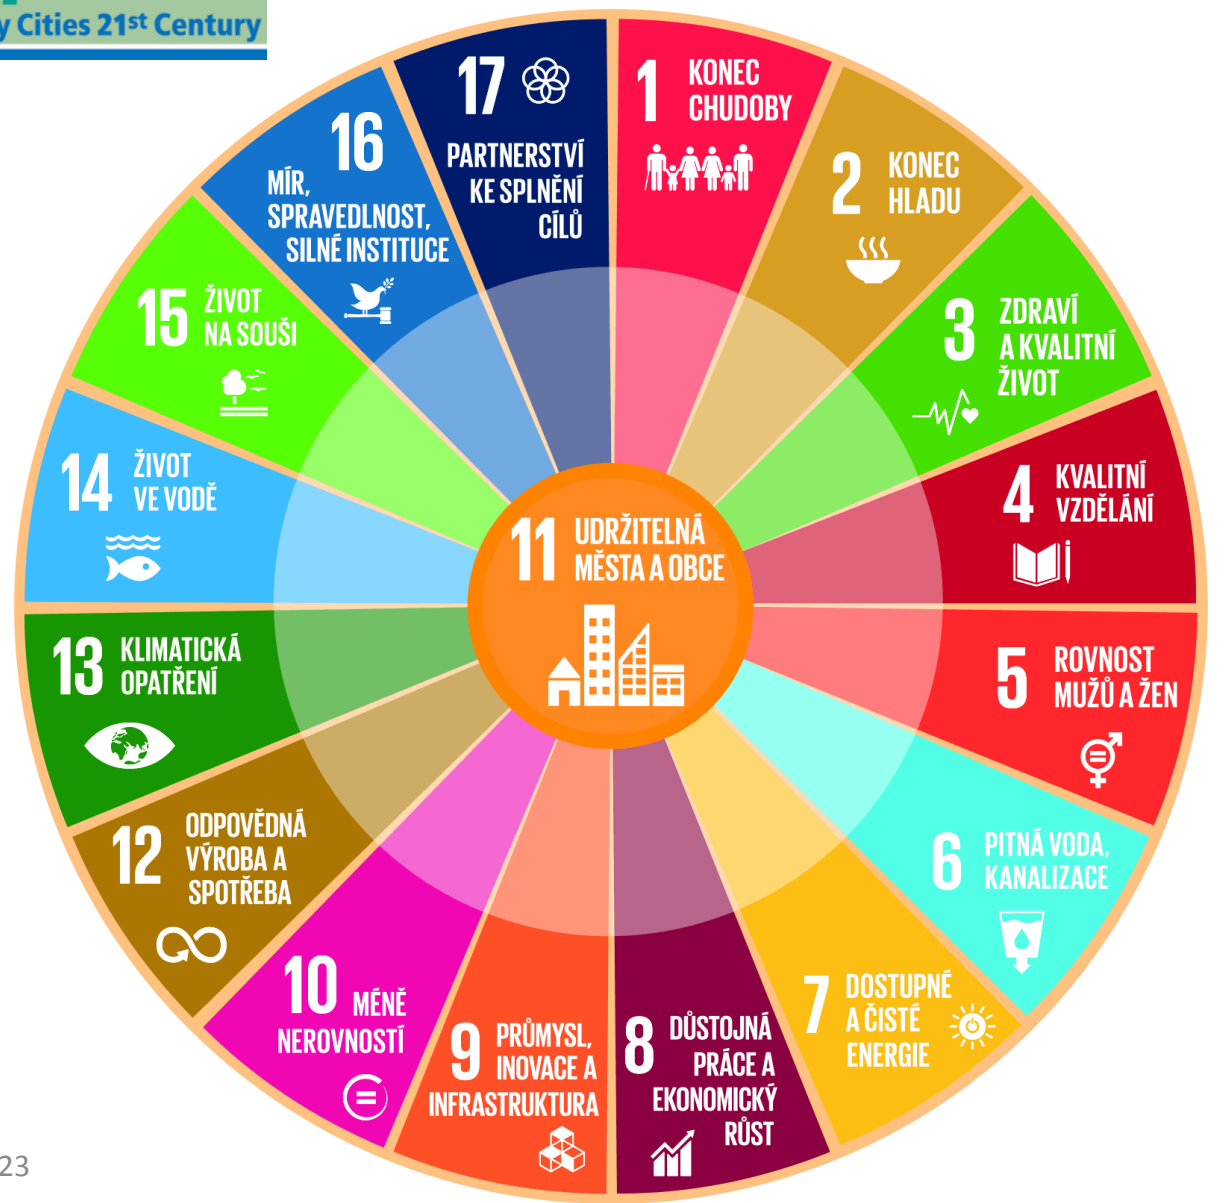 Cities 21st Century
17
PARTNERSTVÍ
KE SPLNĚNÍ
CÍLŮ
1 KONEC
CHUDOBY
2 KONEC
HLADU
3 ZDRAVÍ
A KVALITNÍ
ŽIVOT
4 KVALITNÍ
VZDĚLÁNÍ
5 ROVNOST
MUŽŮ A ŽEN
6 PITNÁ VODA,
KANALIZACE
7 DOSTUPNÉ
A ČISTÉ
ENERGIE
8 DŮSTOJNÁ
PRÁCE A
EKONOMICKÝ
RŮST
9 PRŮMYSL,
INOVACE A
INFRASTRUKTURA
10 MÉNĚ
NEROVNOSTÍ
11 UDRŽITELNÁ
MĚSTA A OBCE
12 ODPOVĚDNÁ
VÝROBA A
SPOTŘEBA
13 KLIMATICKÁ
OPATŘENÍ
14 ŽIVOT
VE VODĚ
15 ŽIVOT
NA SOUŠI
16
MÍR,
SPRAVEDLNOST,
SILNÉ INSTITUCE
23